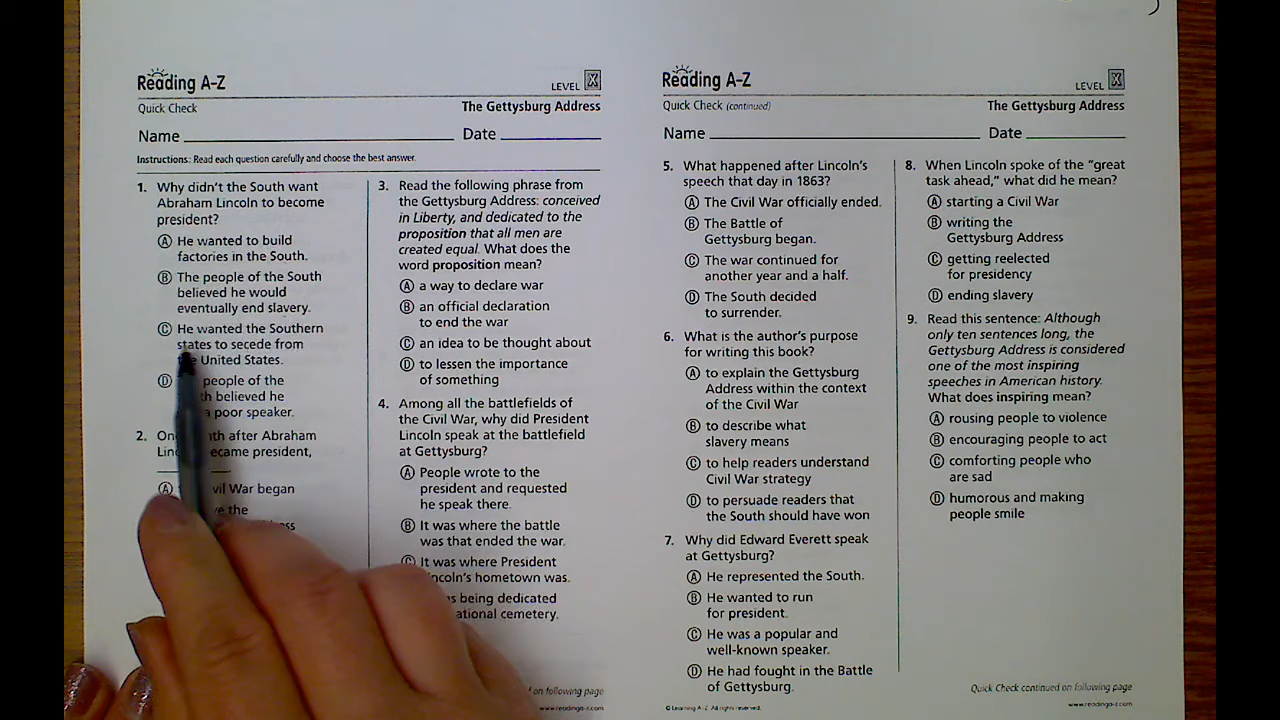 Reading A–Z
LEVEL X
Quick Check
The Gettysburg Address
Name
Date
Instructions: Read each question carefully and choose the best answer.
1. Why didn't the South want
Abraham Lincoln to become
president?
A He wanted to build
factories in the South.
B The people of the South
believed he would
eventually end slavery.
C He wanted the Southern
states to secede from
United States.
D people of the
believed he
a poor speaker.
2. after Abraham
became president,
A War began
the
3. Read the following phrase from
the Gettysburg Address: conceived
in Liberty, and dedicated to the
proposition that all men are
created equal. What does the
word proposition mean?
A a way to declare war
B an official declaration
to end the war
C an idea to be thought about
D to lessen the importance
of something
4. Among all the battlefields of
the Civil War, why did President
Lincoln speak at the battlefield
at Gettysburg?
A People wrote to the
president and requested
he speak there.
B It was where the battle
was that ended the war.
C It was where President
Lincoln's hometown was.
being dedicated
cemetery.
on following page
www.readinga-z.com
Reading A–Z
LEVEL X
Quick Check (continued)
The Gettysburg Address
Name
Date
5. What happened after Lincoln's
speech that day in 1863?
A The Civil War officially ended.
B The Battle of
Gettysburg began.
C The war continued for
another year and a half.
D The South decided
to surrender.
6. What is the author's purpose
for writing this book?
A to explain the Gettysburg
Address within the context
of the Civil War
B to describe what
slavery means
C to help readers understand
Civil War strategy
D to persuade readers that
the South should have won
7. Why did Edward Everett speak
at Gettysburg?
A He represented the South.
B He wanted to run
for president.
C He was a popular and
well-known speaker.
D He had fought in the Battle
of Gettysburg.
8. When Lincoln spoke of the "great
task ahead," what did he mean?
A starting a Civil War
B writing the
Gettysburg Address
C getting reelected
for presidency
D ending slavery
9. Read this sentence: Although
only ten sentences long, the
Gettysburg Address is considered
one of the most inspiring
speeches in American history.
What does inspiring mean?
A rousing people to violence
B encouraging people to act
C comforting people who
are sad
D humorous and making
people smile
Quick Check continued on following page
© Learning A–Z All rights reserved.
www.readinga-z.com